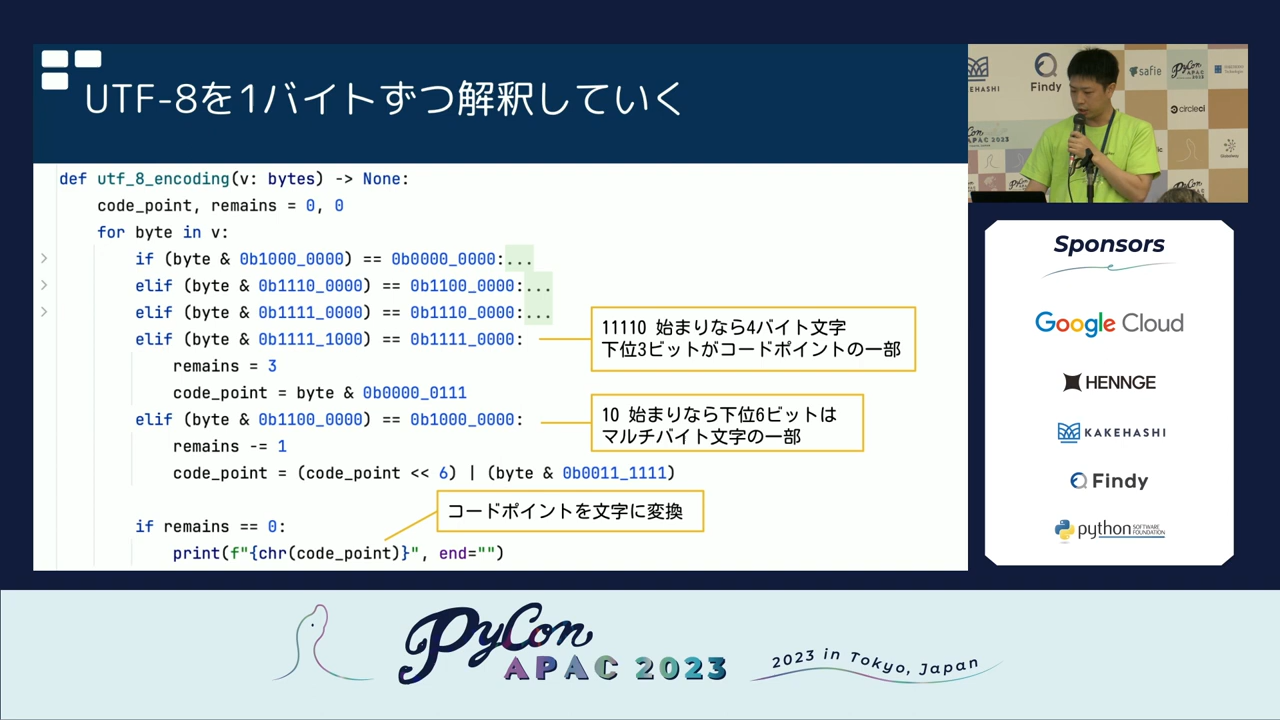 UTF-8を1バイトずつ解釈していく
def utf_8_encoding(v: bytes) -> None:
code_point, remains = 0, 0
for byte in v:
if (byte & 0b1000_0000) == 0b0000_0000:...
elif (byte & 0b1110_0000) == 0b1100_0000:...
elif (byte & 0b1111_0000) == 0b1110_0000:...
elif (byte & 0b1111_1000) == 0b1111_0000:
remains = 3
code_point = byte & 0b0000_0111
elif (byte & 0b1100_0000) == 0b1000_0000:
remains -= 1
code_point = (code_point << 6) | (byte & 0b0011_1111)
if remains == 0:
print(f"{chr(code_point)}", end="")
11110 始まりなら4バイト文字
下位3ビットがコードポイントの一部
10 始まりなら下位6ビットは
マルチバイト文字の一部
コードポイントを文字に変換
Findy
safie
PyCon
APAC
circleci
APAC 2023
Sponsors
Google Cloud
HENNGE
KAKEHASHI
Findy
python SOFTWARE FOUNDATION
PyCon
APAC 2023
2023 in Tokyo, Japan